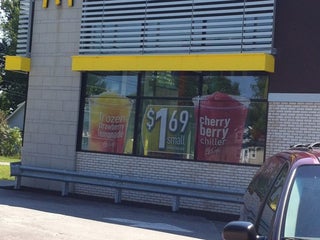 frozen
strawberry
lemonade
$1 69
small
cherry
berry
chiller